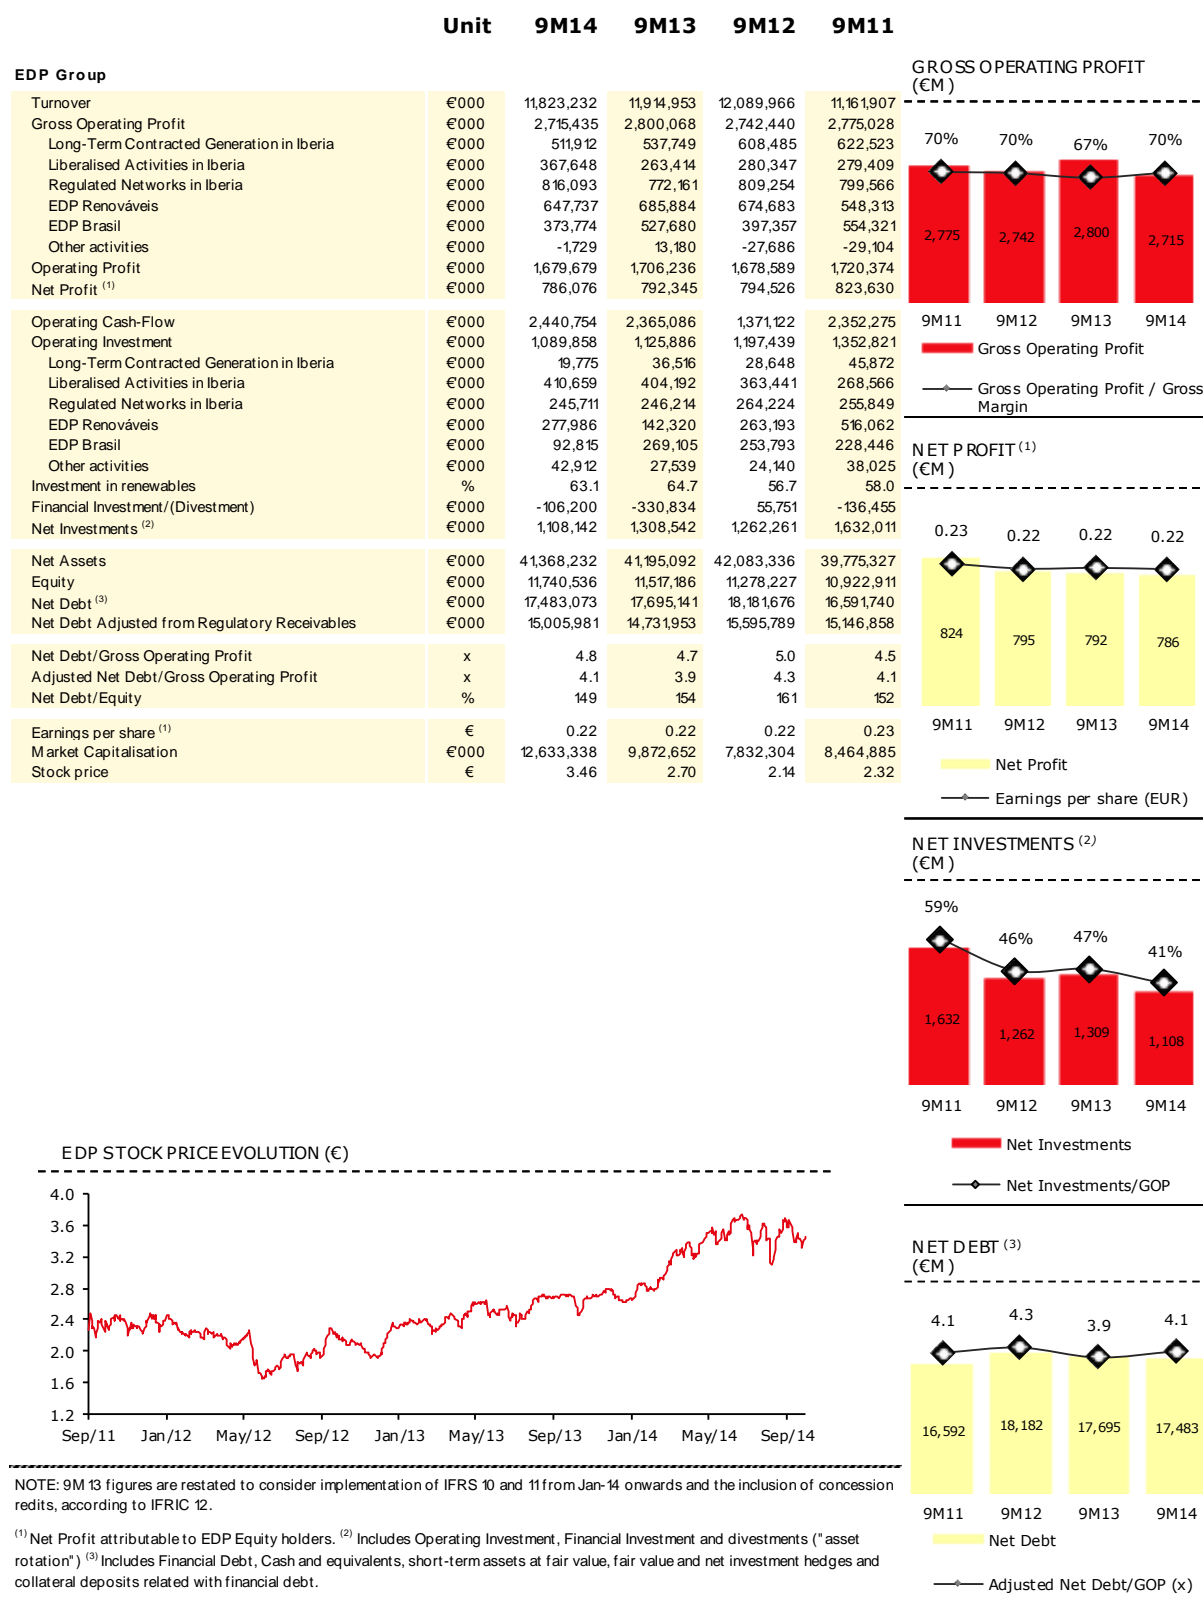 Unit 9M14 9M13 9M12 9M11
EDP Group
Turnover €'000 11,823,232 11,914,953 12,089,966 11,161,907
Gross Operating Profit €'000 2,715,435 2,800,068 2,742,440 2,775,028
Long-Term Contracted Generation in Iberia €'000 511,912 537,749 608,485 622,523
Liberalised Activities in Iberia €'000 367,648 263,414 280,347 279,409
Regulated Networks in Iberia €'000 816,093 772,161 809,254 799,566
EDP Renováveis €'000 647,737 685,884 674,683 548,313
EDP Brasil €'000 373,774 527,680 397,357 554,321
Other activities €'000 -1,729 13,180 -27,686 -29,104
Operating Profit €'000 1,679,679 1,706,236 1,678,589 1,720,374
Net Profit (1) €'000 786,076 792,345 794,526 823,630
Operating Cash-Flow €'000 2,440,754 2,365,086 1,371,122 2,352,275
Operating Investment €'000 1,089,858 1,125,886 1,197,439 1,352,821
Long-Term Contracted Generation in Iberia €'000 19,775 36,516 28,648 45,872
Liberalised Activities in Iberia €'000 410,659 404,192 363,441 268,566
Regulated Networks in Iberia €'000 245,711 246,214 264,224 255,849
EDP Renováveis €'000 277,986 142,320 263,193 516,062
EDP Brasil €'000 92,815 269,105 253,793 228,446
Other activities €'000 42,912 27,539 24,140 38,025
Investment in renewables % 63.1 64.7 56.7 58.0
Financial Investment/(Divestment) €'000 -106,200 -330,834 55,751 -136,455
Net Investments (2) €'000 1,108,142 1,308,542 1,262,261 1,632,011
Net Assets €'000 41,368,232 41,195,092 42,083,336 39,775,327
Equity €'000 11,740,536 11,517,186 11,278,227 10,922,911
Net Debt (3) €'000 17,483,073 17,695,141 18,181,676 16,591,740
Net Debt Adjusted from Regulatory Receivables €'000 15,005,981 14,731,953 15,595,789 15,146,858
Net Debt/Gross Operating Profit x 4.8 4.7 5.0 4.5
Adjusted Net Debt/Gross Operating Profit x 4.1 3.9 4.3 4.1
Net Debt/Equity % 149 154 161 152
Earnings per share (1) € 0.22 0.22 0.22 0.23
Market Capitalisation €'000 12,633,338 9,872,652 7,832,304 8,464,885
Stock price € 3.46 2.70 2.14 2.32
GROSS OPERATING PROFIT
(€M)
70% 70% 67% 70%
2,775 2,742 2,800 2,715
9M11 9M12 9M13 9M14
Gross Operating Profit
Gross Operating Profit / Gross
Margin
NET PROFIT (1)
(€M)
0.23 0.22 0.22 0.22
824 795 792 786
9M11 9M12 9M13 9M14
Net Profit
Earnings per share (EUR)
NET INVESTMENTS (2)
(€M)
59% 46% 47% 41%
1,632 1,262 1,309 1,108
9M11 9M12 9M13 9M14
Net Investments
Net Investments/GOP
NET DEBT (3)
(€M)
4.1 4.3 3.9 4.1
16,592 18,182 17,695 17,483
9M11 9M12 9M13 9M14
Net Debt
Adjusted Net Debt/GOP (x)
EDP STOCK PRICE EVOLUTION (€)
4.0
3.6
3.2
2.8
2.4
2.0
1.6
1.2
Sep/11 Jan/12 May/12 Sep/12 Jan/13 May/13 Sep/13 Jan/14 May/14 Sep/14
NOTE: 9M13 figures are restated to consider implementation of IFRS 10 and 11 from Jan-14 onwards and the inclusion of concession
redits, according to IFRIC 12.
(1) Net Profit attributable to EDP Equity holders. (2) Includes Operating Investment, Financial Investment and divestments ("asset
rotation") (3) Includes Financial Debt, Cash and equivalents, short-term assets at fair value, fair value and net investment hedges and
collateral deposits related with financial debt.